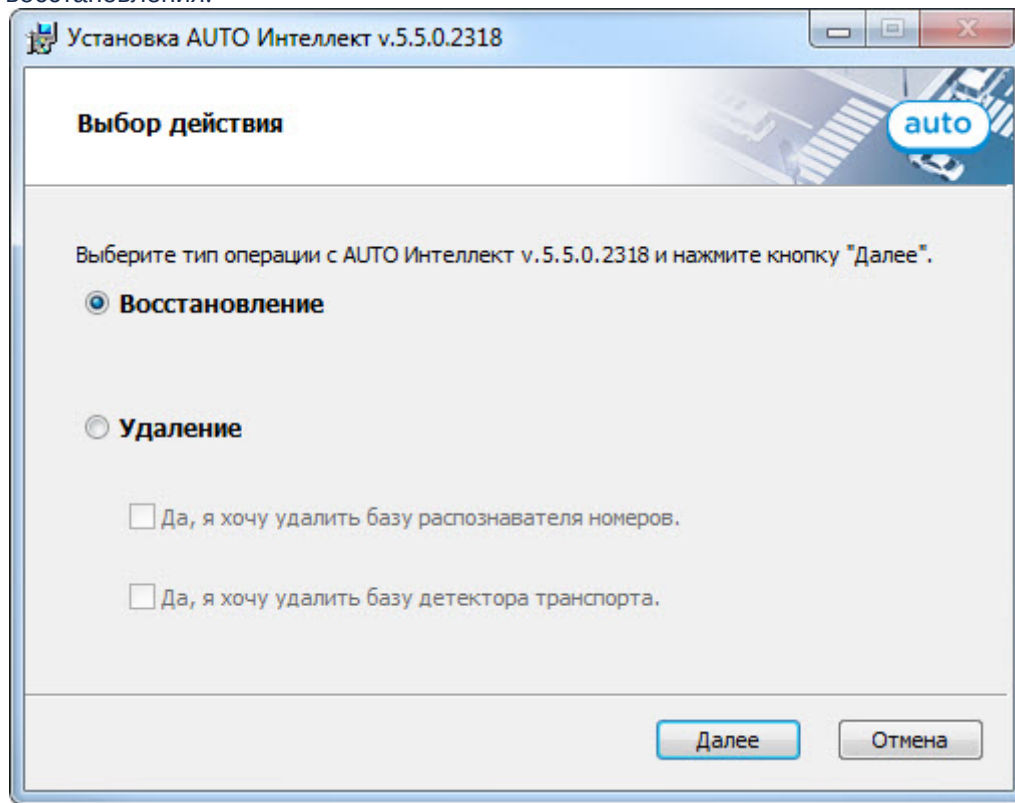 восстановления.
Установка AUTO Интеллект v.5.5.0.2318
Выбор действия
auto
Выберите тип операции с AUTO Интеллект v.5.5.0.2318 и нажмите кнопку "Далее".
Восстановление
Удаление
Да, я хочу удалить базу распознавателя номеров.
Да, я хочу удалить базу детектора транспорта.
Далее
Отмена